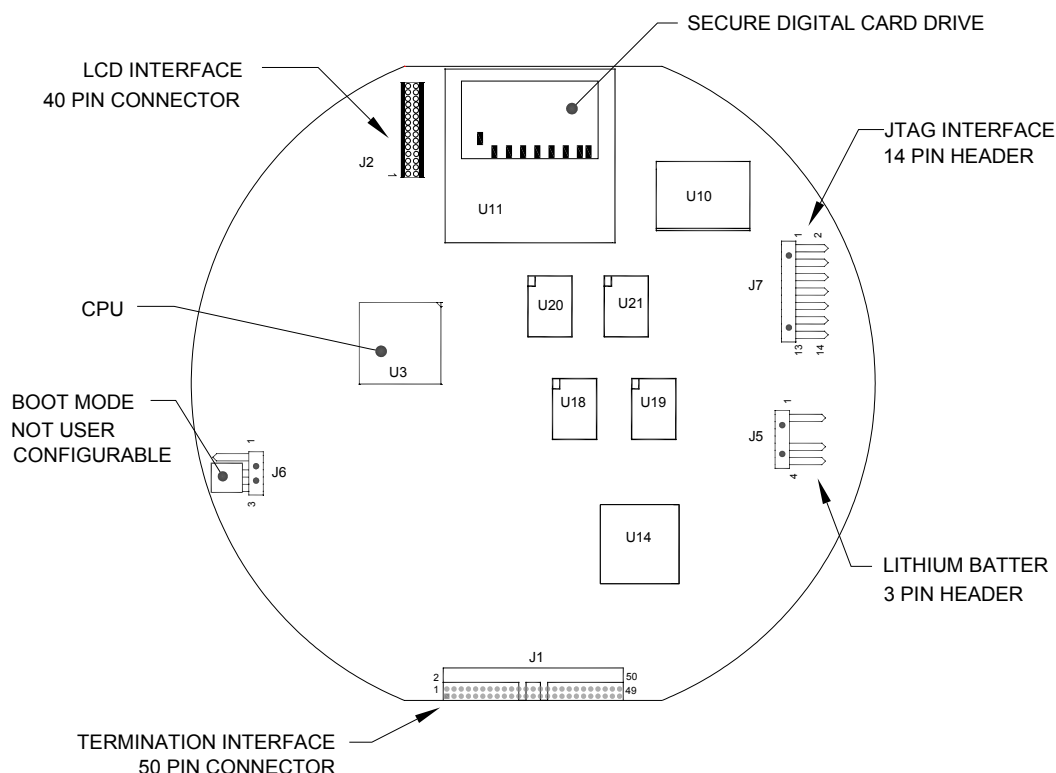 SECURE DIGITAL CARD DRIVE
LCD INTERFACE
40 PIN CONNECTOR
JTAG INTERFACE
14 PIN HEADER
J2
1
U11
U10
1 2
J7
13 14
U20
U21
CPU
U3
U18
U19
BOOT MODE
NOT USER
CONFIGURABLE
1
J6
3
1
J5
4
U14
LITHIUM BATTER
3 PIN HEADER
J1
2
50
1
49
TERMINATION INTERFACE
50 PIN CONNECTOR